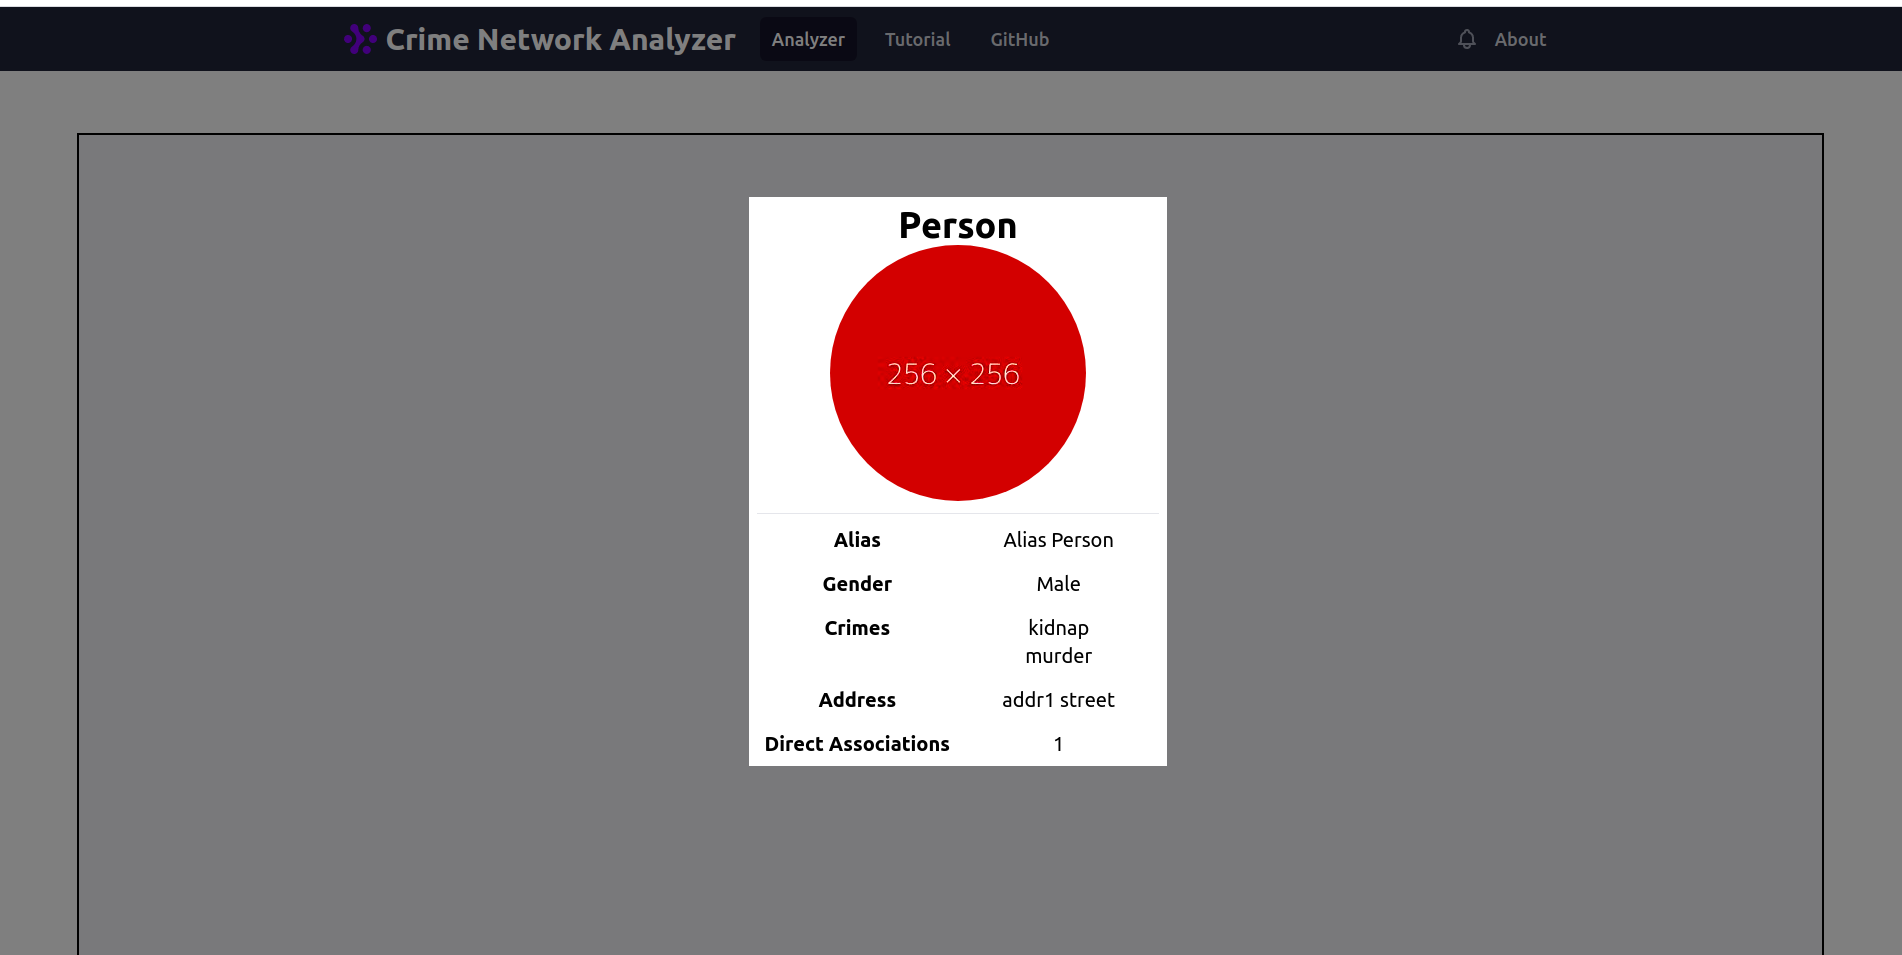 Crime Network Analyzer Analyzer Tutorial GitHub About
Person
256 × 256
Alias Alias Person
Gender Male
Crimes kidnap
murder
Address addr1 street
Direct Associations 1